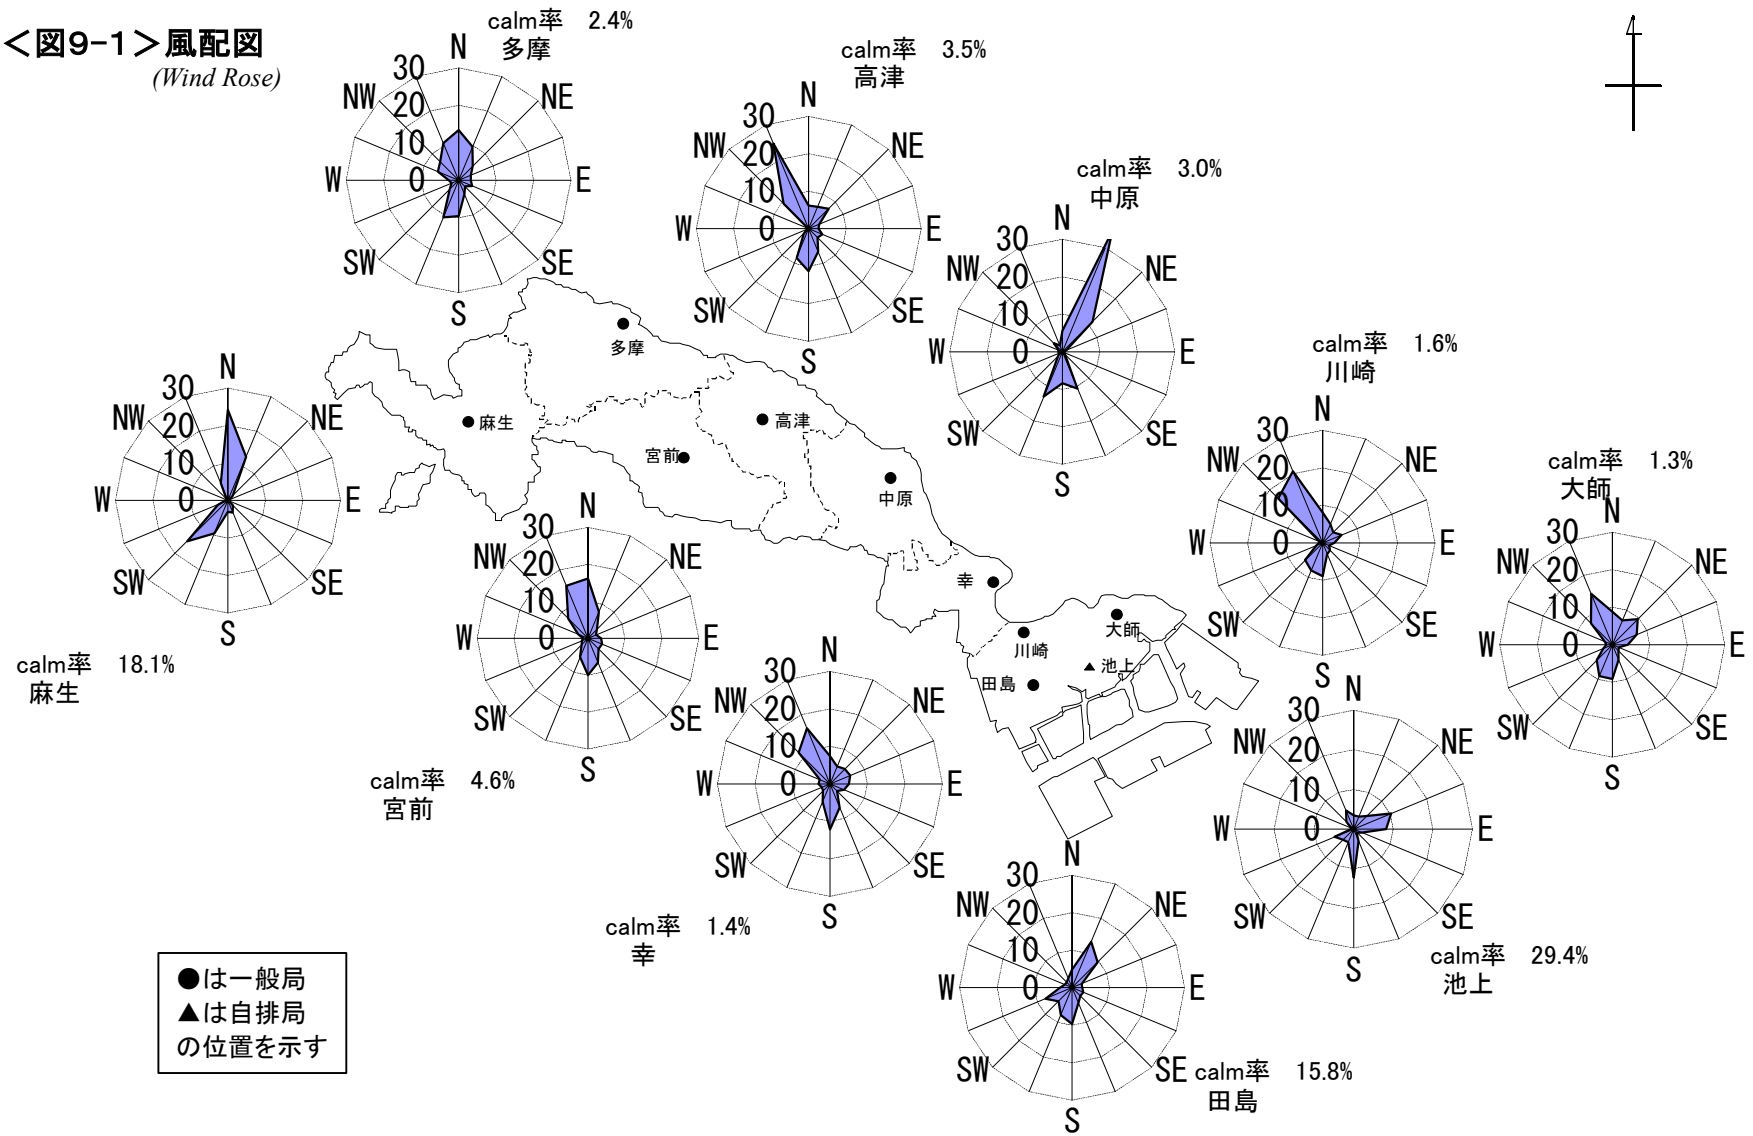 ＜図9-1＞風配図
(Wind Rose)
calm率 2.4%
多摩
N
NE
E
SE
S
SW
W
NW
30
20
10
0
calm率 3.5%
高津
N
NE
E
SE
S
SW
W
NW
30
20
10
0
calm率 3.0%
中原
N
NE
E
SE
S
SW
W
NW
30
20
10
0
calm率 1.6%
川崎
N
NE
E
SE
S
SW
W
NW
30
20
10
0
calm率 1.3%
大師
N
NE
E
SE
S
SW
W
NW
30
20
10
0
N
NE
E
SE
S
SW
W
NW
30
20
10
0
calm率 18.1%
麻生
多摩
麻生
高津
宮前
中原
幸
大師
川崎
池上
田島
N
NE
E
SE
S
SW
W
NW
30
20
10
0
calm率 4.6%
宮前
N
NE
E
SE
S
SW
W
NW
30
20
10
0
calm率 1.4%
幸
N
NE
E
SE
S
SW
W
NW
30
20
10
0
calm率 29.4%
池上
N
NE
E
SE
S
SW
W
NW
30
20
10
0
calm率 15.8%
田島
●は一般局
▲は自排局
の位置を示す